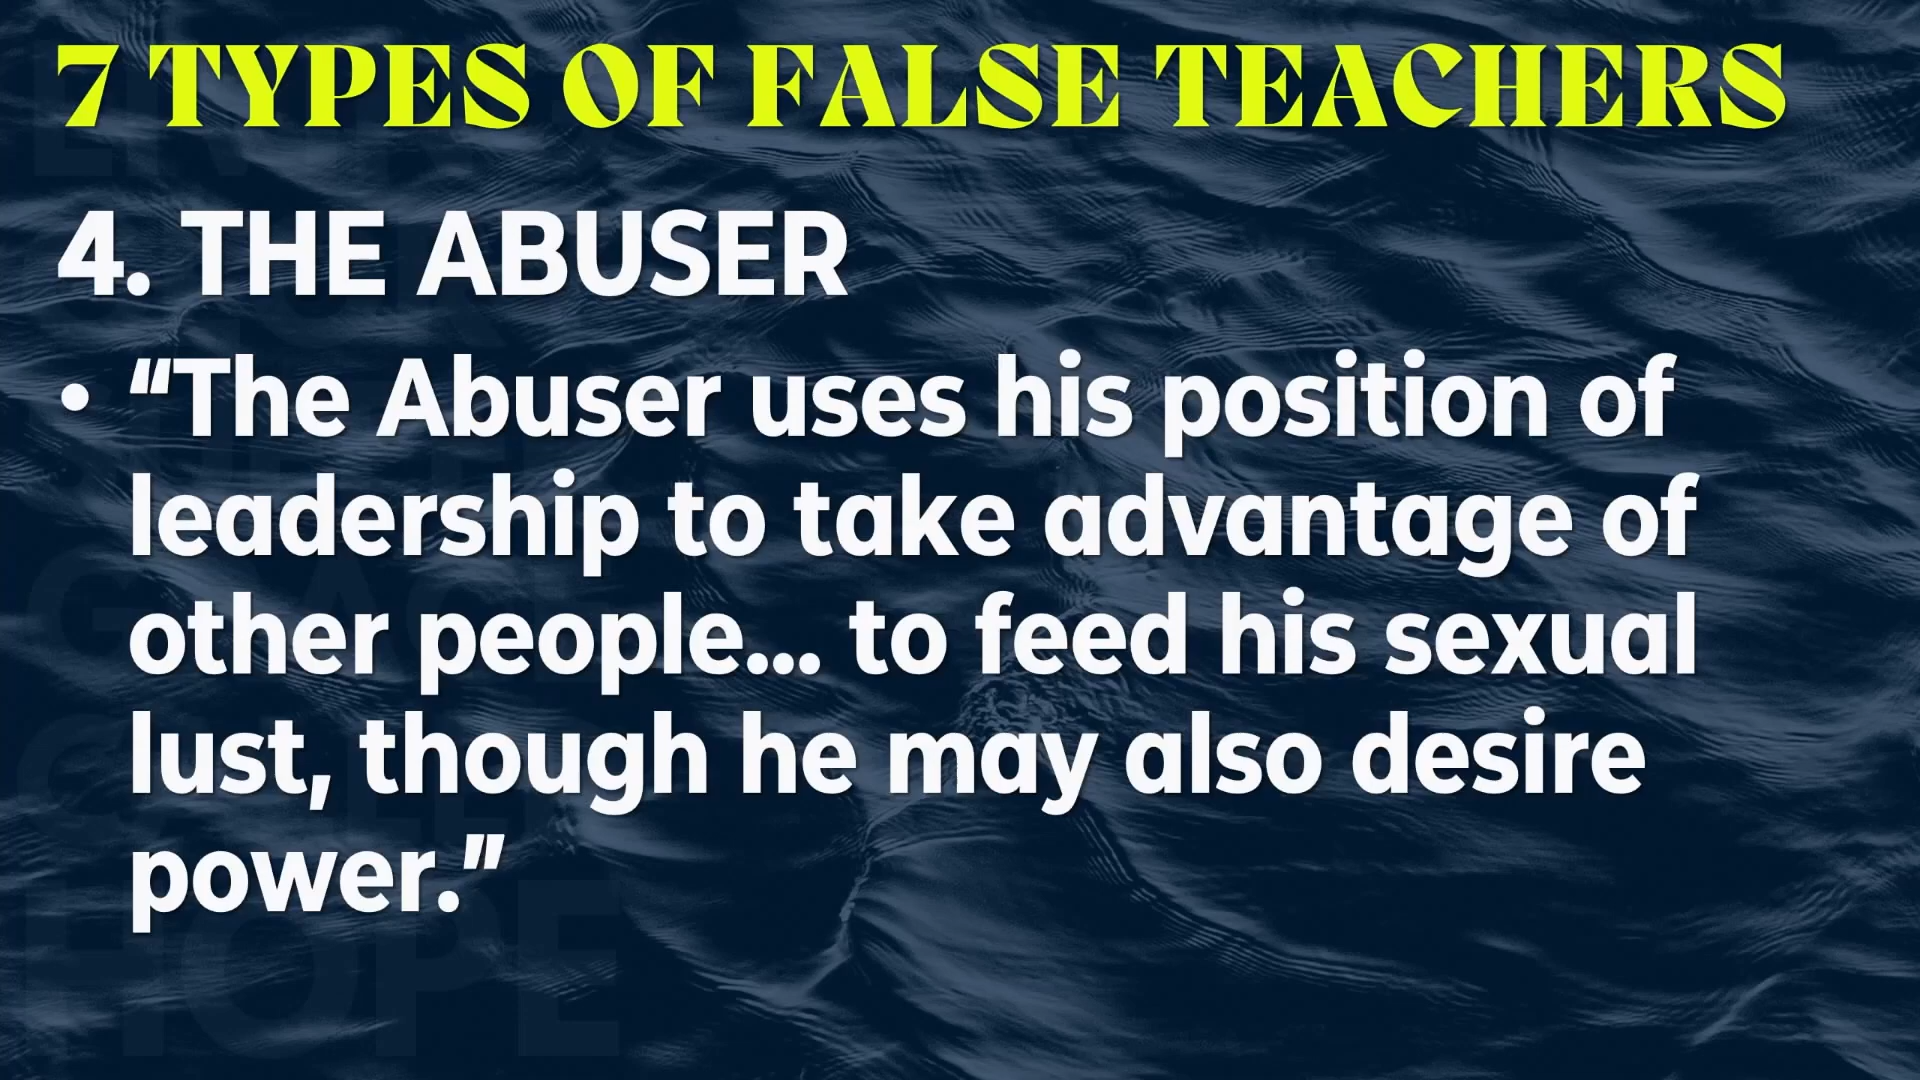 7 TYPES OF FALSE TEACHERS
4. THE ABUSER
• “The Abuser uses his position of
leadership to take advantage of
other people... to feed his sexual
lust, though he may also desire
power.”
HOPE